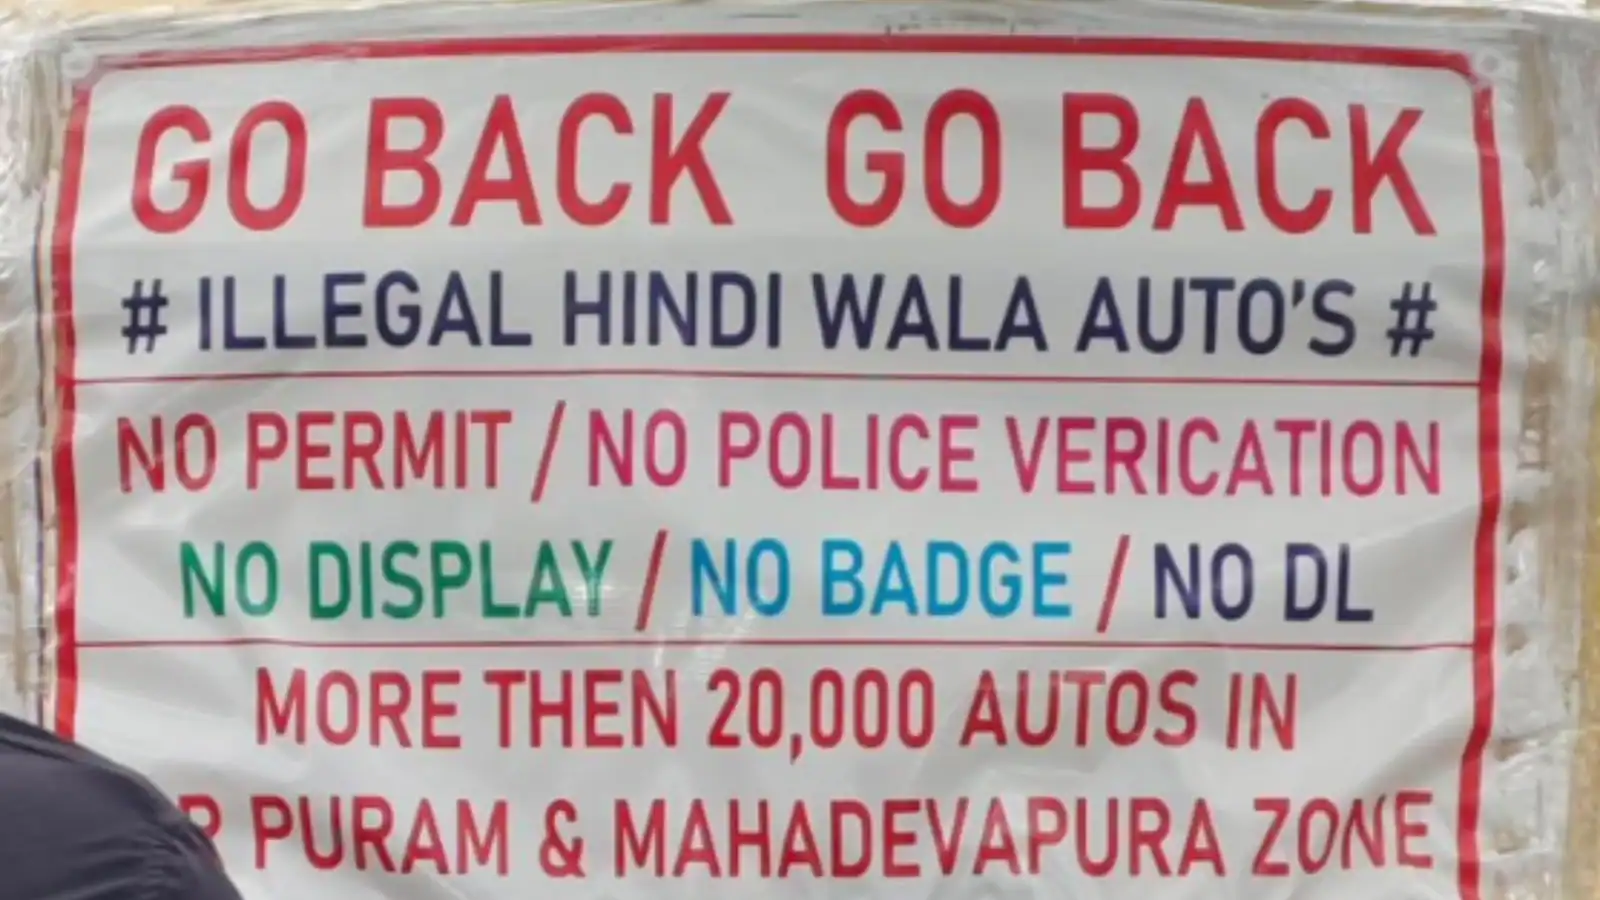 GO BACK GO BACK
# ILLEGAL HINDI WALA AUTO'S #
NO PERMIT / NO POLICE VERICATION
NO DISPLAY / NO BADGE / NO DL
MORE THEN 20,000 AUTOS IN
PURAM & MAHADEVAPURA ZONE